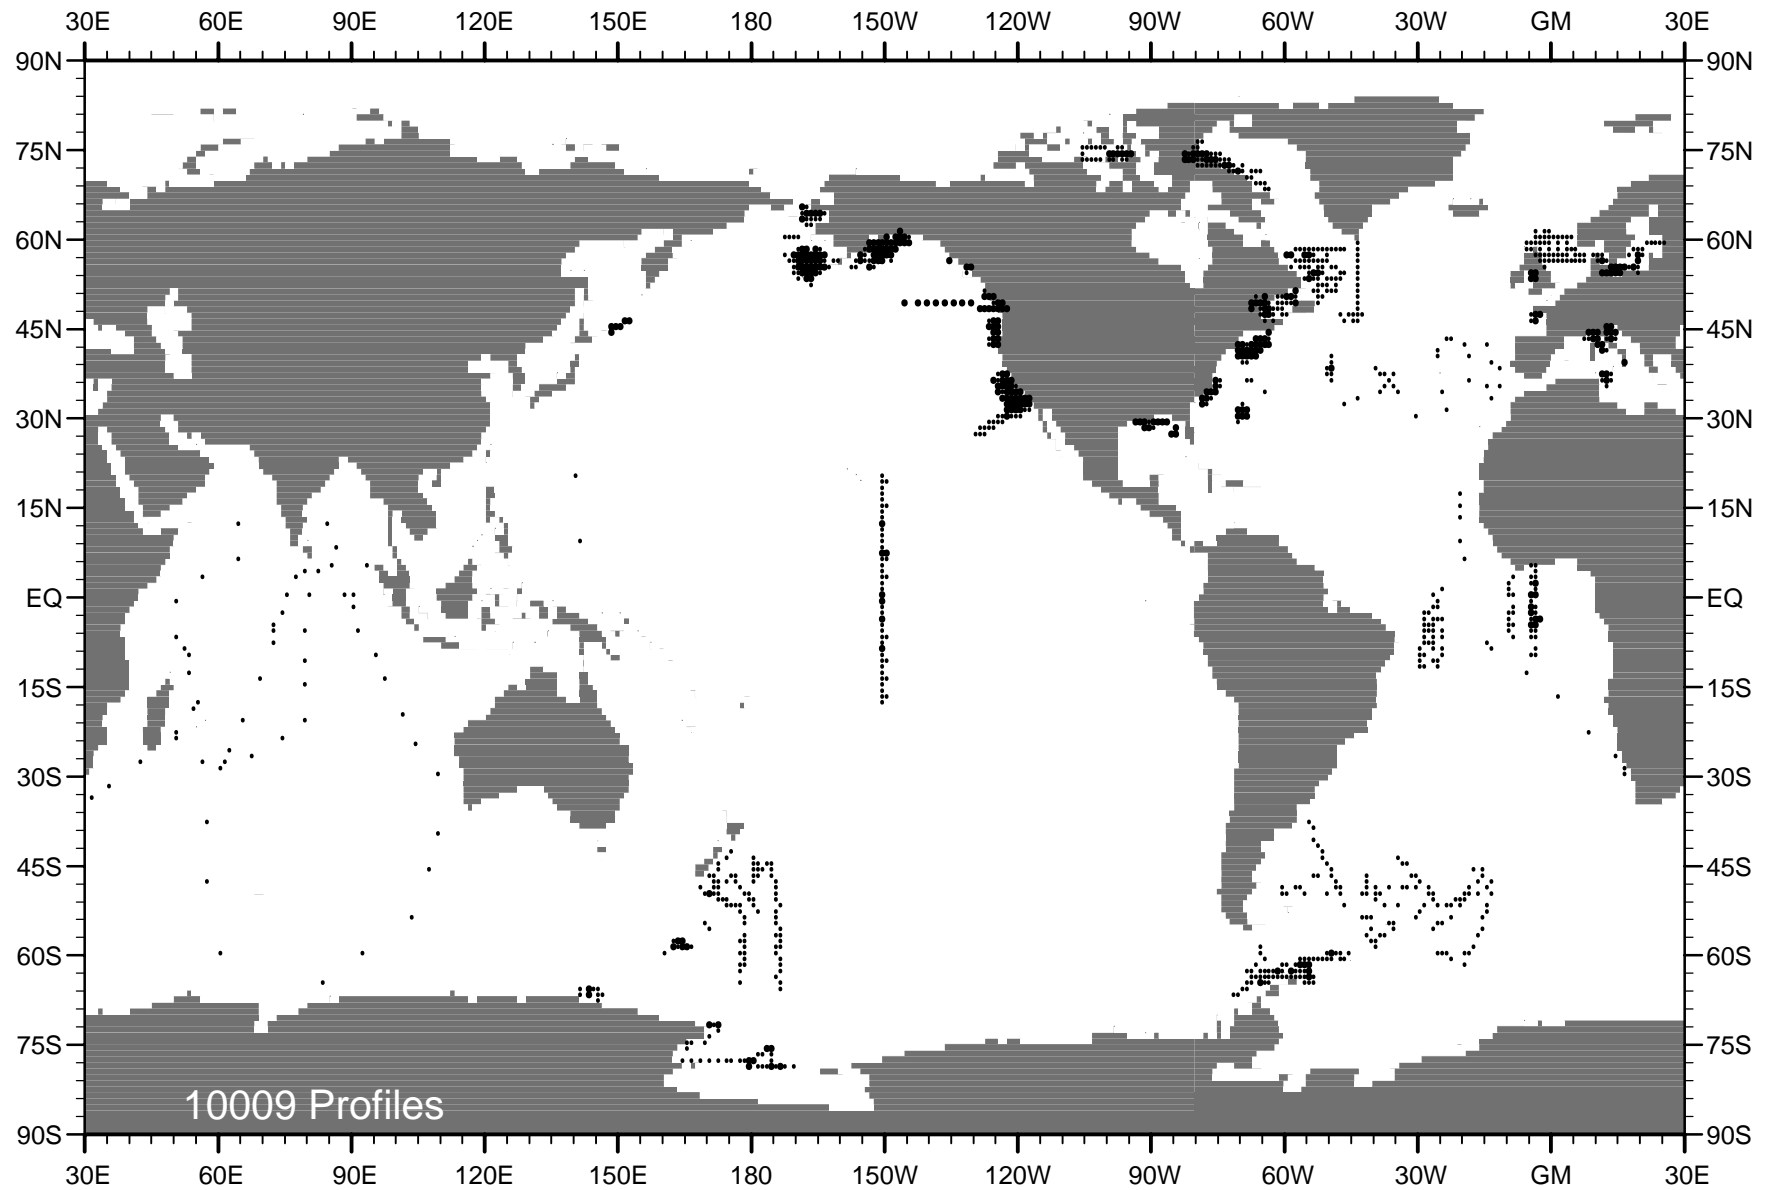 30E 60E 90E 120E 150E 180 150W 120W 90W 60W 30W GM 30E
90N 90N
75N 75N
60N 60N
45N 45N
30N 30N
15N 15N
EQ EQ
15S 15S
30S 30S
45S 45S
60S 60S
75S 75S
10009 Profiles
90S 90S
30E 60E 90E 120E 150E 180 150W 120W 90W 60W 30W GM 30E